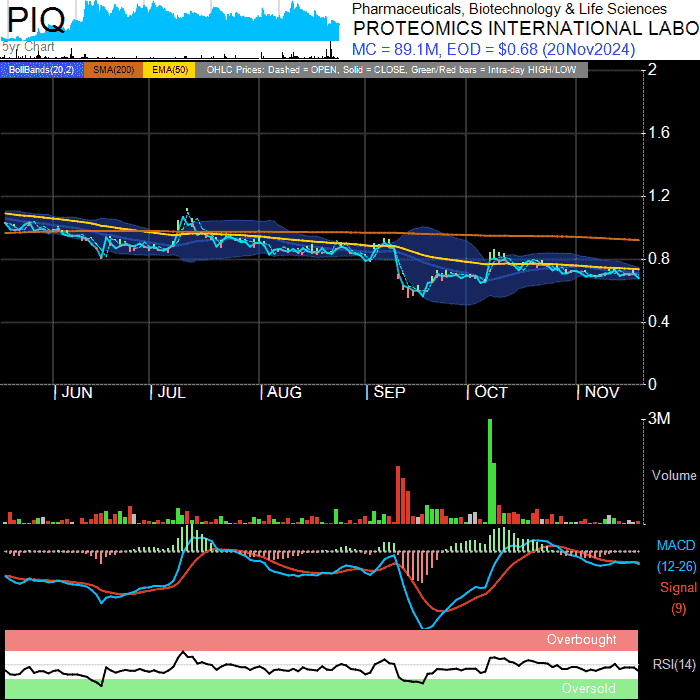 PIQ
5yr Chart
Pharmaceuticals, Biotechnology & Life Sciences
PROTEOMICS INTERNATIONAL LABO
MC = 89.1M, EOD = $0.68 (20Nov2024)
BollBands(20,2) SMA(200) EMA(50) OHLC Prices: Dashed = OPEN, Solid = CLOSE, Green/Red bars = Intra-day HIGH/LOW
2
1.6
1.2
0.8
0.4
0
| JUN | JUL | AUG | SEP | OCT | NOV
3M
Volume
MACD
(12-26)
Signal
(9)
Overbought
RSI(14)
Oversold